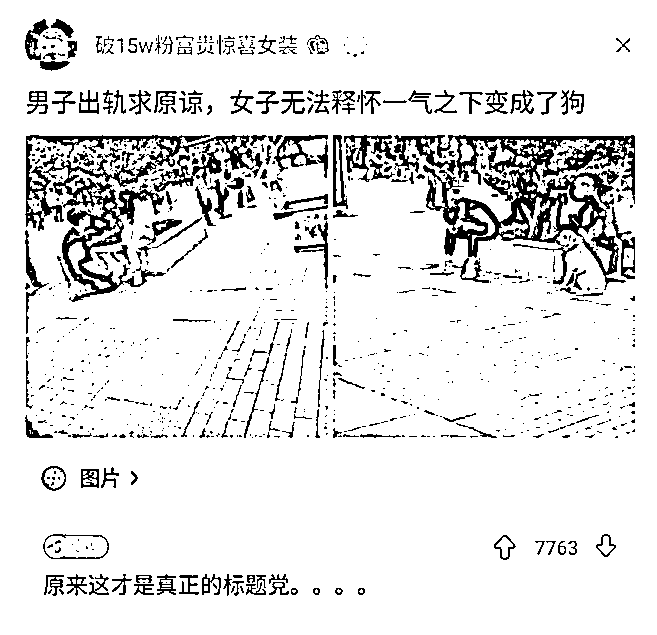 破15w粉富贵惊喜女装
男子出轨求原谅，女子无法释怀一气之下变成了狗
图片
7763
原来这才是真正的标题党。。。。